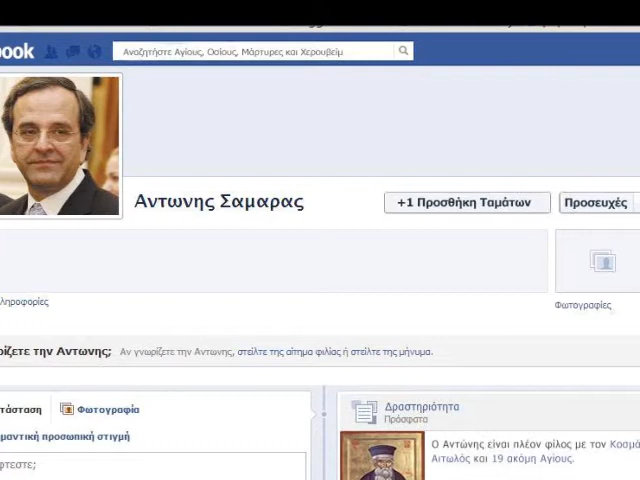 book
Αναζητήστε Αγίους, Οσίους, Μάρτυρες και Χερουβείμ
Αντωνης Σαμαρας
+1 Προσθήκη Ταμάτων
Προσευχές
ληροφορίες
Φωτογραφίες
ρίζετε την Αντωνης;
Αν γνωρίζετε την Αντωνης, στείλτε της αίτημα φιλίας ή στείλτε της μήνυμα.
τάσταση
Φωτογραφία
μαντική προσωπική στιγμή
φτεστε;
Δραστηριότητα
Πρόσφατα
Ο Αντώνης είναι πλέον φίλος με τον Κοσμά
Αιτωλός και 19 ακόμη Αγίους.